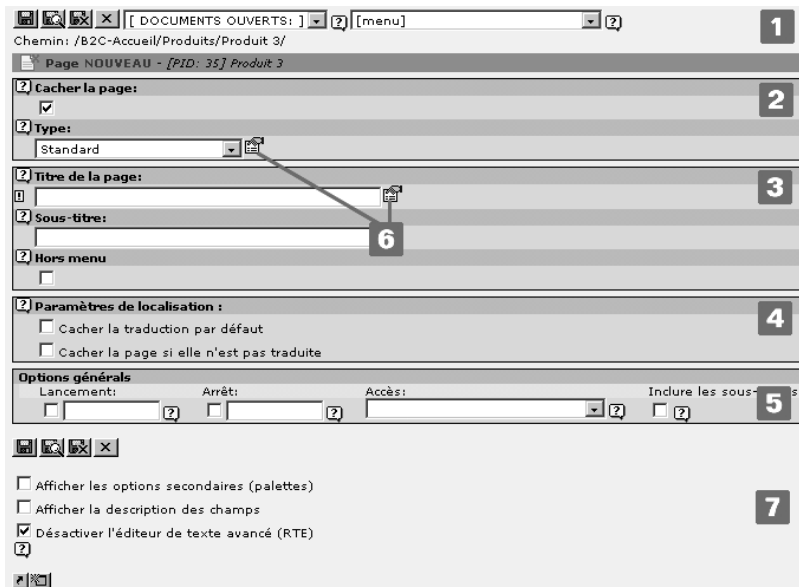 [ DOCUMENTS OUVERTS: ] [?] [menu] [?]
1
Chemin: /B2C-Accueil/Produits/Produit 3/
Page NOUVEAU - [PID: 35] Produit 3
[?] Cacher la page:
2
[?] Type:
Standard
[?] Titre de la page:
3
!
[?] Sous-titre:
6
[?] Hors menu
[?] Paramètres de localisation :
4
Cacher la traduction par défaut
Cacher la page si elle n'est pas traduite
Options générals
Lancement: Arrêt: Accès: Inclure les sous-
5
[?] [?] [?] [?]
Afficher les options secondaires (palettes)
Afficher la description des champs
7
Désactiver l'éditeur de texte avancé (RTE)
[?]